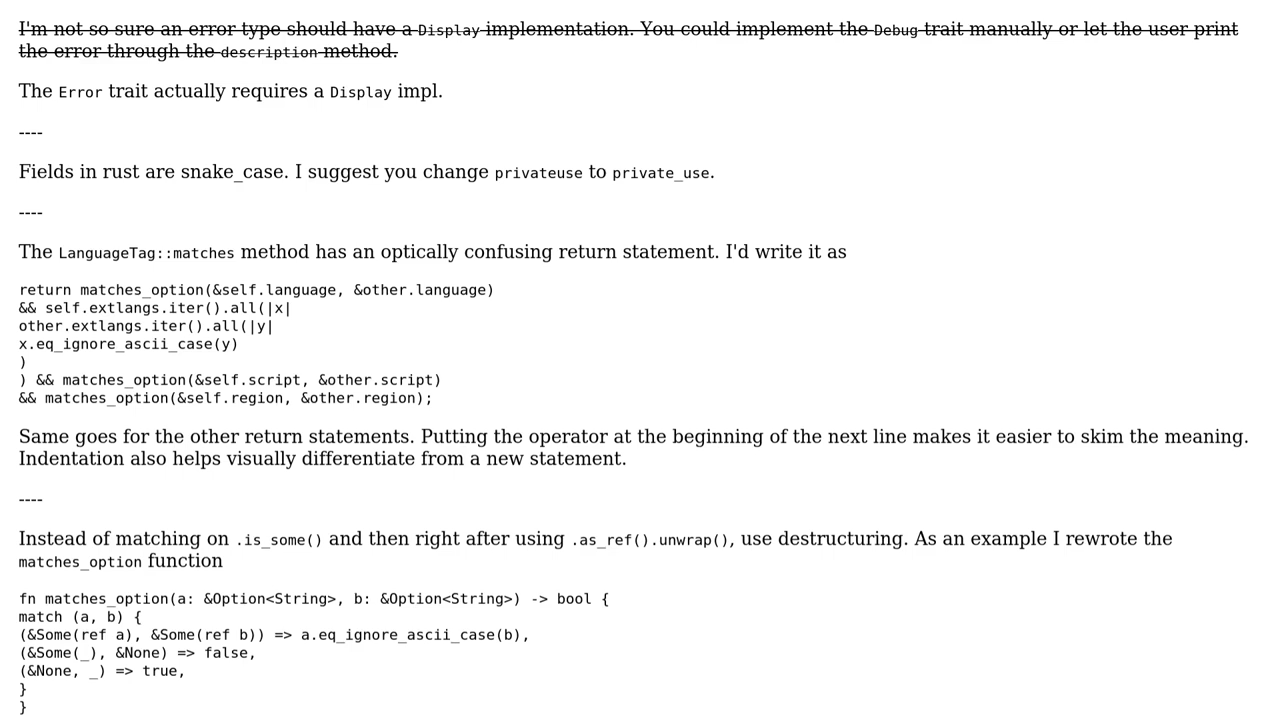 I'm not so sure an error type should have a Display implementation. You could implement the Debug trait manually or let the user print
the error through the description method.
The Error trait actually requires a Display impl.
----
Fields in rust are snake_case. I suggest you change privateuse to private_use.
----
The LanguageTag::matches method has an optically confusing return statement. I'd write it as
return matches_option(&self.language, &other.language)
&& self.extlangs.iter().all(|x|
other.extlangs.iter().all(|y|
x.eq_ignore_ascii_case(y)
)
) && matches_option(&self.script, &other.script)
&& matches_option(&self.region, &other.region);
Same goes for the other return statements. Putting the operator at the beginning of the next line makes it easier to skim the meaning.
Indentation also helps visually differentiate from a new statement.
----
Instead of matching on .is_some() and then right after using .as_ref().unwrap(), use destructuring. As an example I rewrote the
matches_option function
fn matches_option(a: &Option<String>, b: &Option<String>) -> bool {
match (a, b) {
(&Some(ref a), &Some(ref b)) => a.eq_ignore_ascii_case(b),
(&Some(_), &None) => false,
(&None, _) => true,
}
}